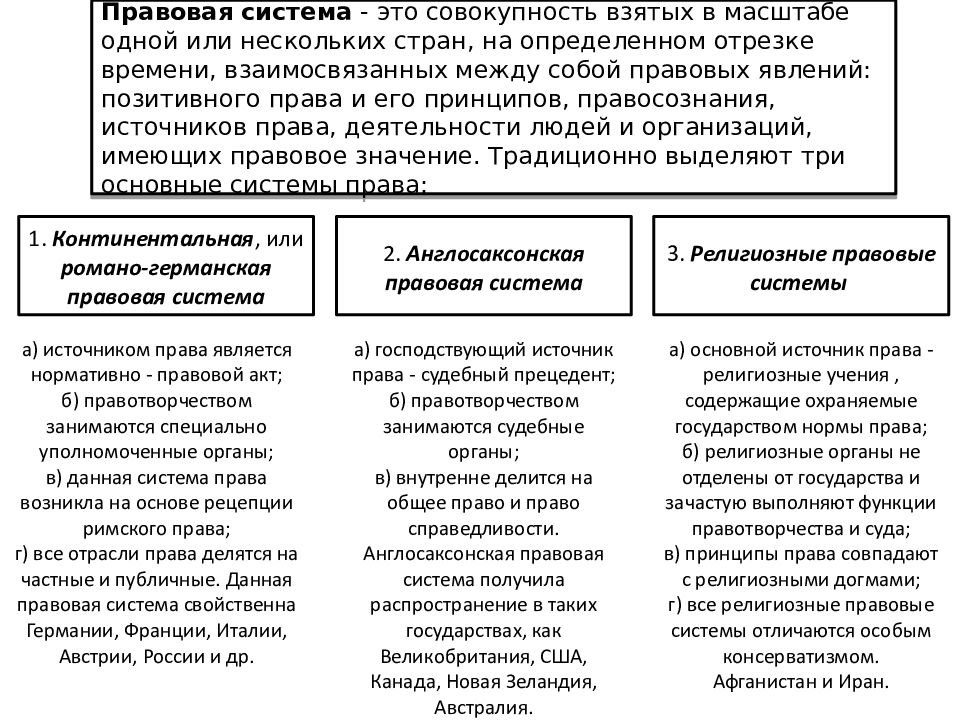 Правовая система - это совокупность взятых в масштабе
одной или нескольких стран, на определенном отрезке
времени, взаимосвязанных между собой правовых явлений:
позитивного права и его принципов, правосознания,
источников права, деятельности людей и организаций,
имеющих правовое значение. Традиционно выделяют три
основные системы права:
1. Континентальная, или
романо-германская
правовая система
а) источником права является
нормативно - правовой акт;
б) правотворчеством
занимаются специально
уполномоченные органы;
в) данная система права
возникла на основе рецепции
римского права;
г) все отрасли права делятся на
частные и публичные. Данная
правовая система свойственна
Германии, Франции, Италии,
Австрии, России и др.
2. Англосаксонская
правовая система
а) господствующий источник
права - судебный прецедент;
б) правотворчеством
занимаются судебные
органы;
в) внутренне делится на
общее право и право
справедливости.
Англосаксонская правовая
система получила
распространение в таких
государствах, как
Великобритания, США,
Канада, Новая Зеландия,
Австралия.
3. Религиозные правовые
системы
а) основной источник права -
религиозные учения ,
содержащие охраняемые
государством нормы права;
б) религиозные органы не
отделены от государства и
зачастую выполняют функции
правотворчества и суда;
в) принципы права совпадают
с религиозными догмами;
г) все религиозные правовые
системы отличаются особым
консерватизмом.
Афганистан и Иран.